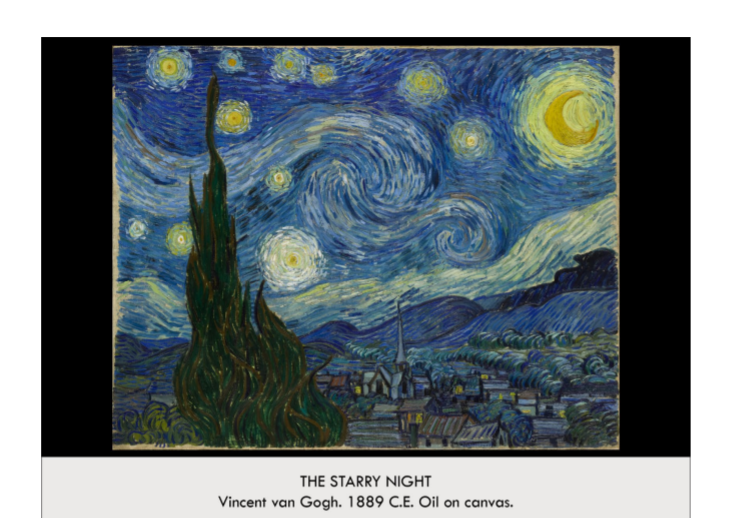 THE STARRY NIGHT
Vincent van Gogh. 1889 C.E. Oil on canvas.